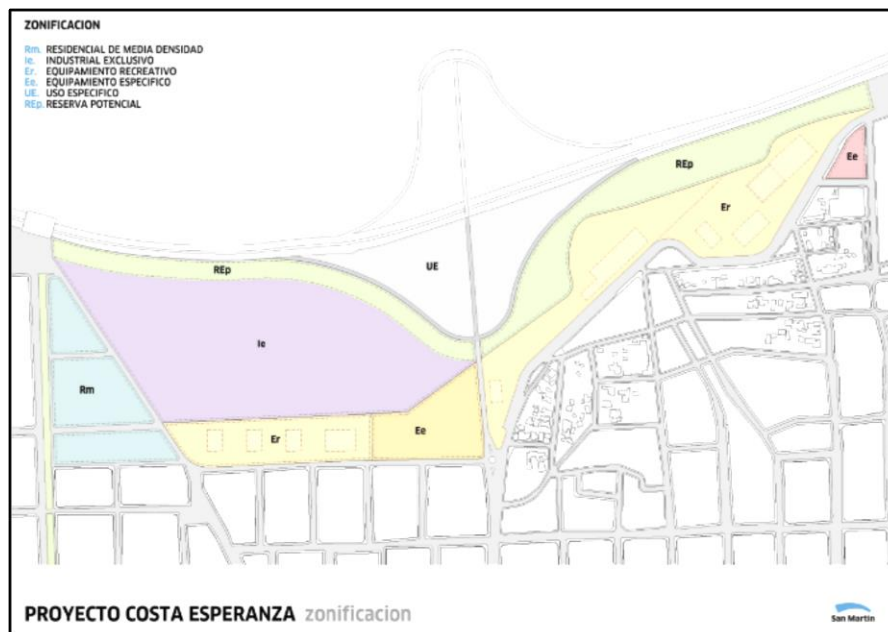 ZONIFICACION
Rm. RESIDENCIAL DE MEDIA DENSIDAD
Ie. INDUSTRIAL EXCLUSIVO
Er. EQUIPAMIENTO RECREATIVO
Ee. EQUIPAMIENTO ESPECIFICO
UE. USO ESPECIFICO
REp. RESERVA POTENCIAL
Ee
REp
Er
UE
REp
Ie
Rm
Ee
Er
PROYECTO COSTA ESPERANZA zonificacion
San Martín